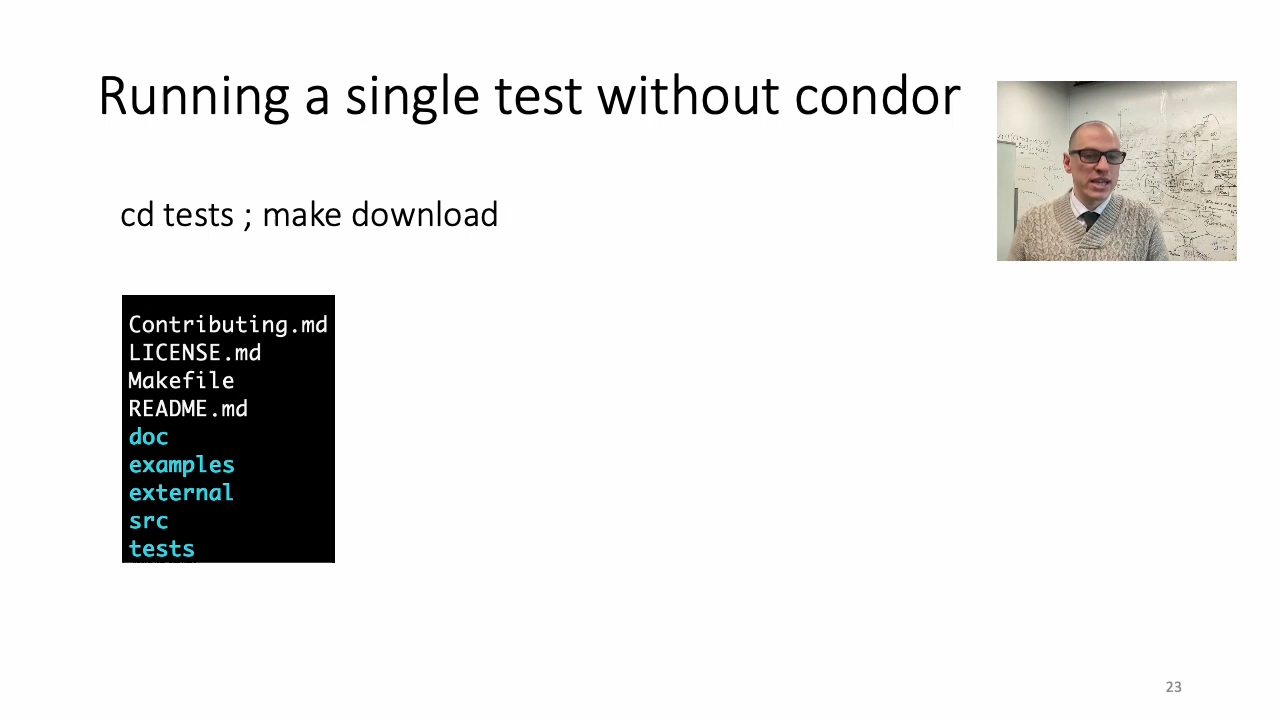 Running a single test without condor
cd tests ; make download
Contributing.md
LICENSE.md
Makefile
README.md
doc
examples
external
src
tests
23